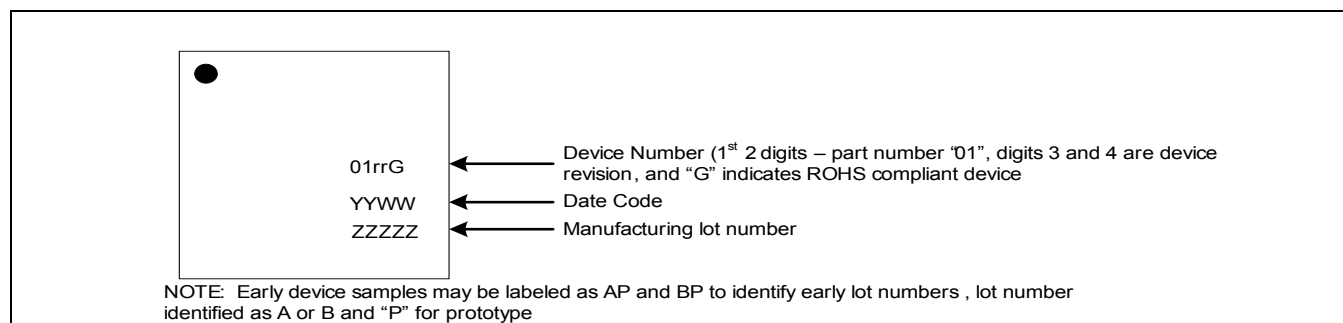 01rrG
Device Number (1st 2 digits – part number “01”, digits 3 and 4 are device
revision, and “G” indicates ROHS compliant device
YYWW
Date Code
ZZZZZ
Manufacturing lot number
NOTE: Early device samples may be labeled as AP and BP to identify early lot numbers , lot number
identified as A or B and “P” for prototype